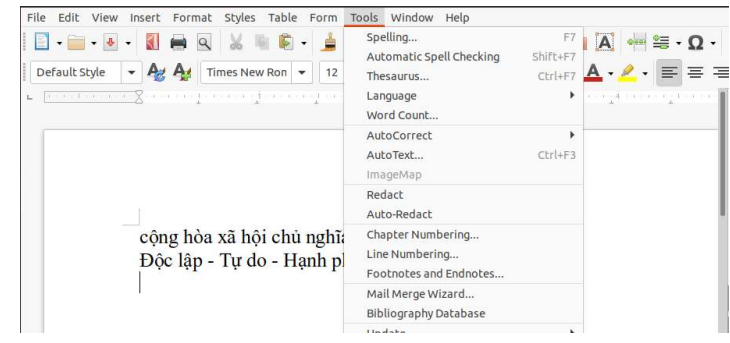 File Edit View Insert Format Styles Table Form Tools Window Help
Default Style Times New Ron 12
Spelling... F7
Automatic Spell Checking Shift+F7
Thesaurus... Ctrl+F7
Language
Word Count...
AutoCorrect
AutoText... Ctrl+F3
ImageMap
Redact
Auto-Redact
Chapter Numbering...
Line Numbering...
Footnotes and Endnotes...
Mail Merge Wizard...
Bibliography Database
Update
cộng hòa xã hội chủ nghĩa
Độc lập - Tự do - Hạnh